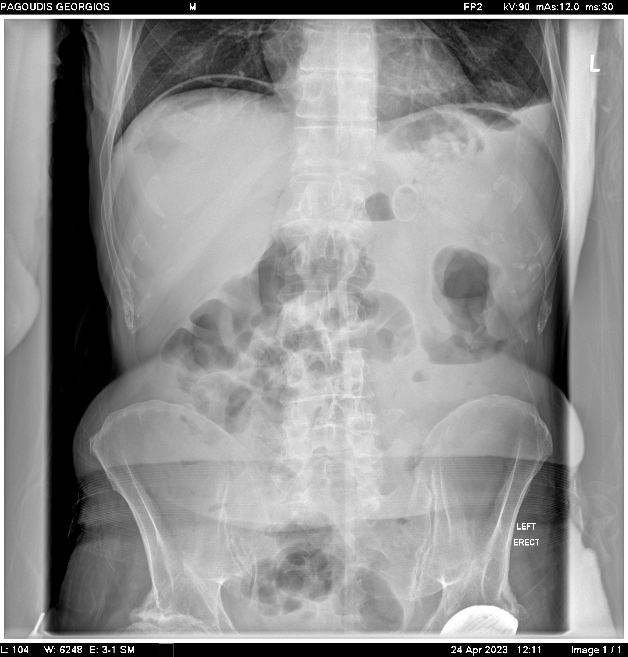 PAGOUDIS GEORGIOS M FP2 kV:90 mAs:12.0 ms:30
L
LEFT
ERECT
L: 104 W: 6248 E: 3-1 SM 24 Apr 2023 12:11 Image 1 / 1